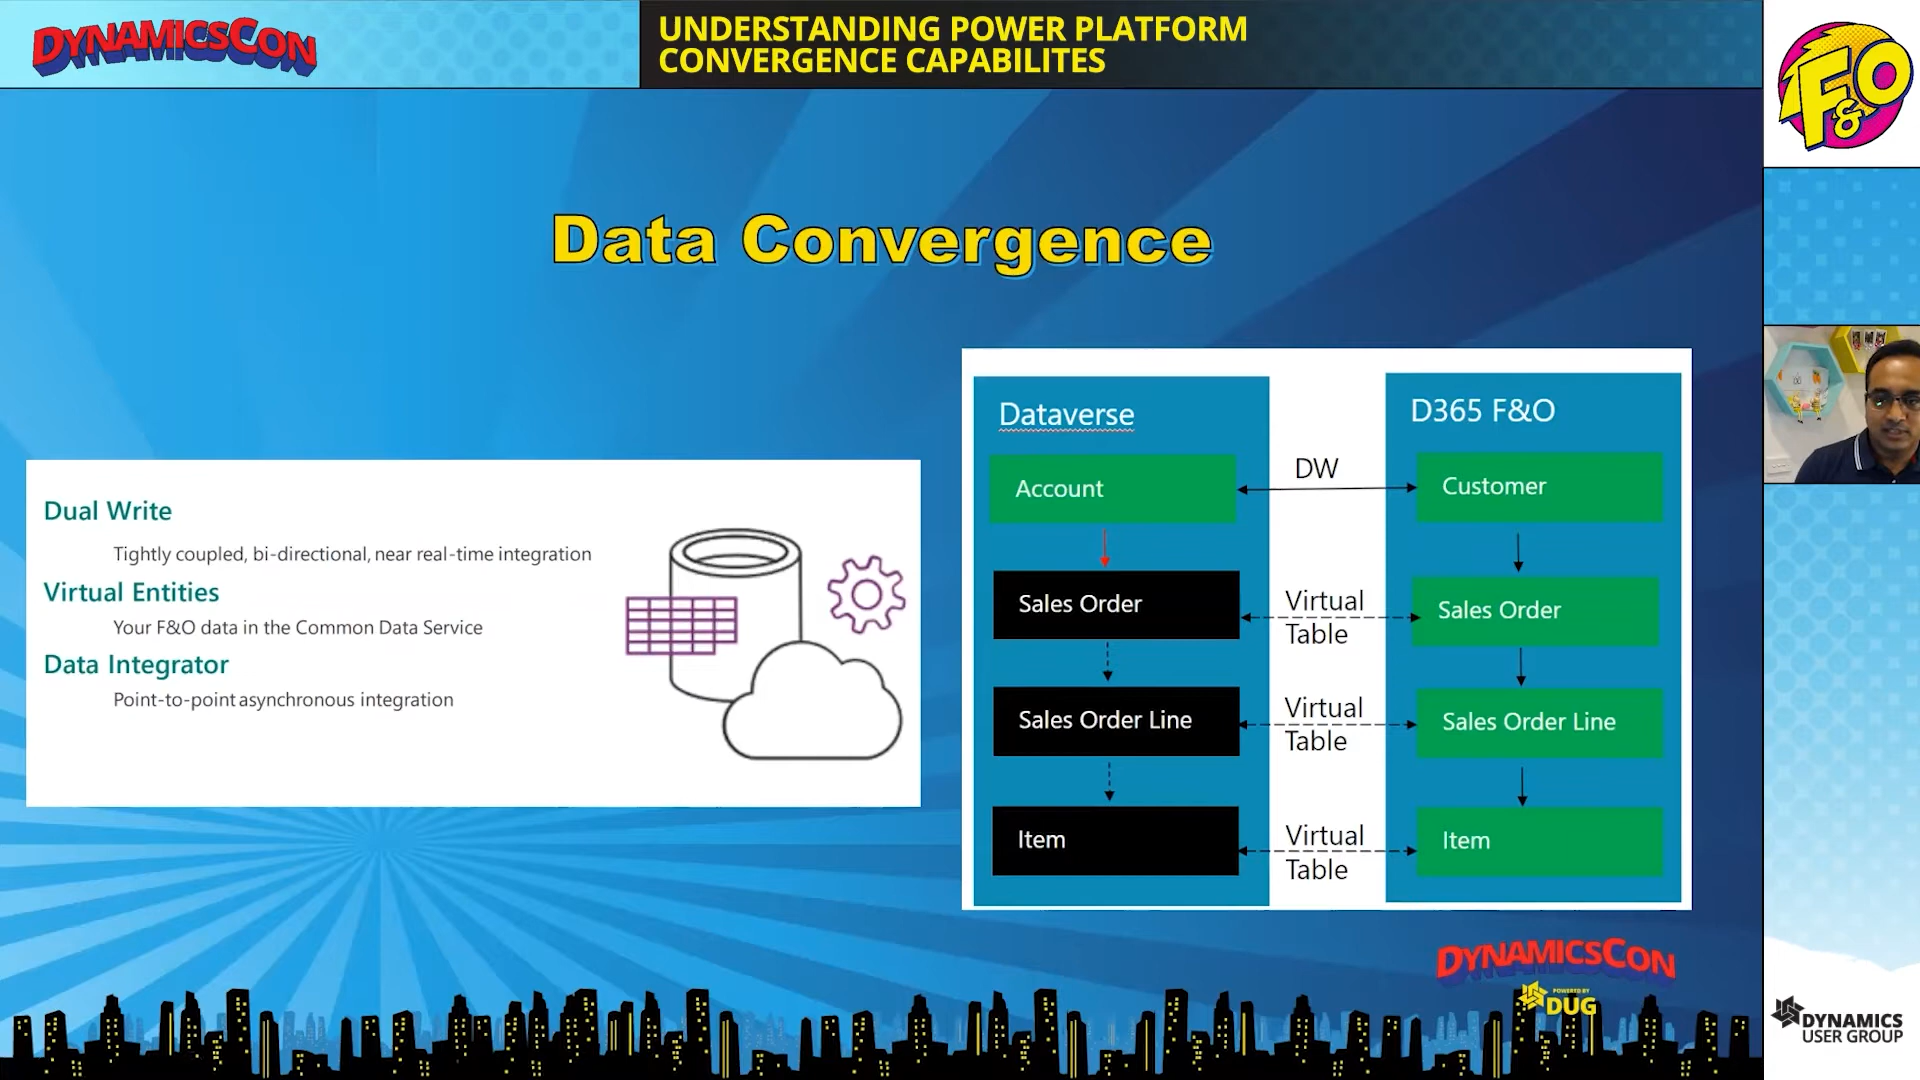 DYNAMICSCON
UNDERSTANDING POWER PLATFORM
CONVERGENCE CAPABILITES
F&O
Data Convergence
Dual Write
Tightly coupled, bi-directional, near real-time integration
Virtual Entities
Your F&O data in the Common Data Service
Data Integrator
Point-to-point asynchronous integration
Dataverse
D365 F&O
Account
DW
Customer
Sales Order
Virtual
Table
Sales Order
Sales Order Line
Virtual
Table
Sales Order Line
Item
Virtual
Table
Item
DYNAMICSCON
POWERED BY
DUG
DYNAMICS
USER GROUP